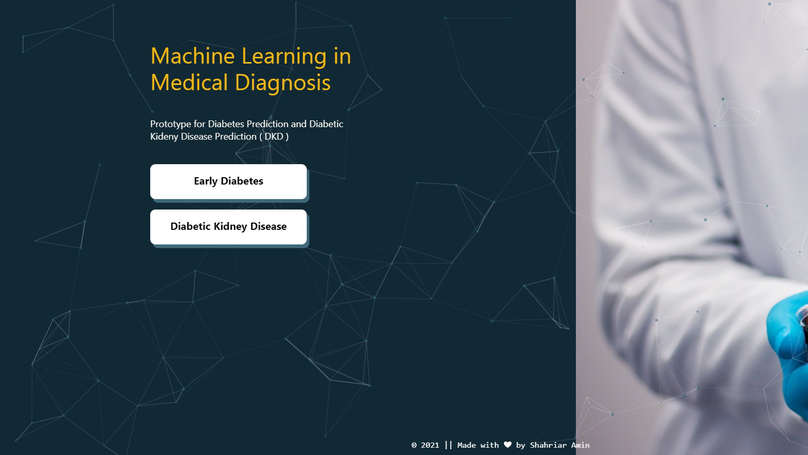 Machine Learning in
Medical Diagnosis
Prototype for Diabetes Prediction and Diabetic
Kideny Disease Prediction ( DKD )
Early Diabetes
Diabetic Kidney Disease
© 2021 || Made with ♥ by Shahriar Amin